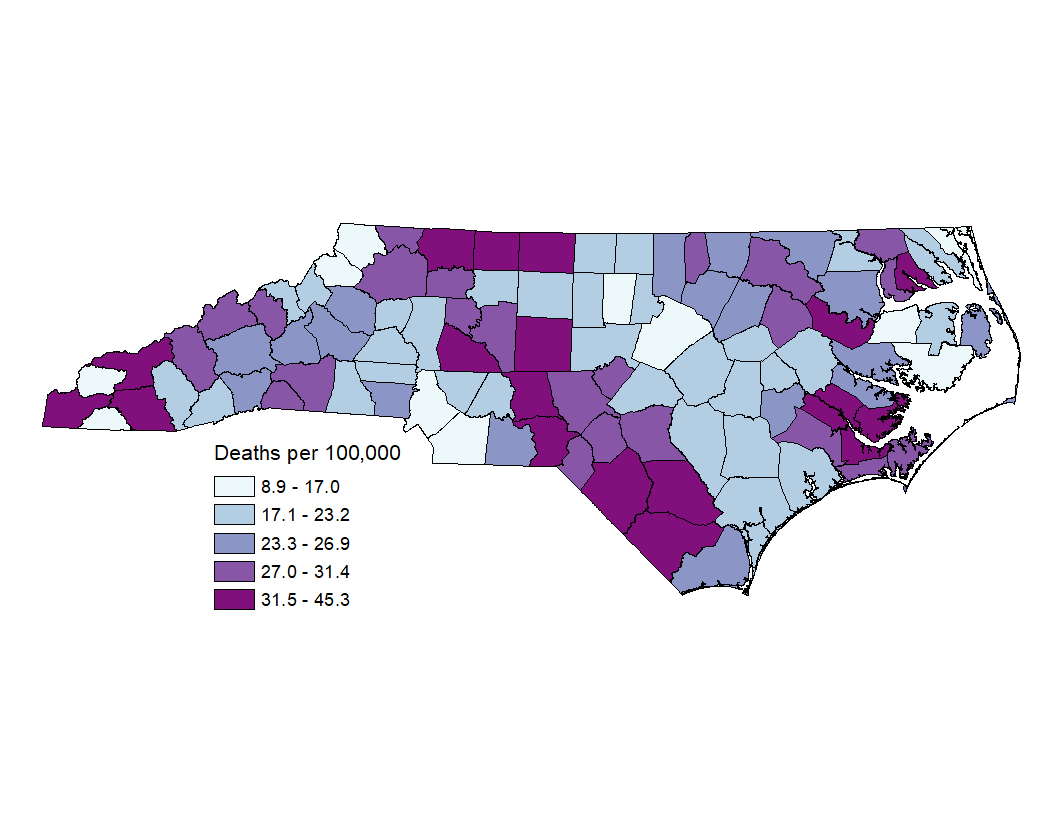 Deaths per 100,000
8.9 - 17.0
17.1 - 23.2
23.3 - 26.9
27.0 - 31.4
31.5 - 45.3